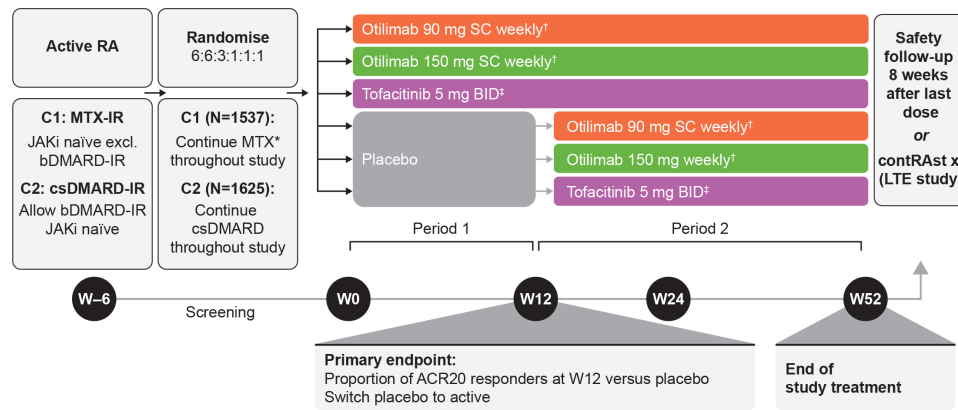 Active RA
C1: MTX-IR
JAKi naïve excl.
bDMARD-IR
C2: csDMARD-IR
Allow bDMARD-IR
JAKi naïve
Randomise
6:6:3:1:1:1
C1 (N=1537):
Continue MTX*
throughout study
C2 (N=1625):
Continue
csDMARD
throughout study
Otilimab 90 mg SC weekly†
Otilimab 150 mg SC weekly†
Tofacitinib 5 mg BID‡
Placebo
Otilimab 90 mg SC weekly†
Otilimab 150 mg weekly†
Tofacitinib 5 mg BID‡
Safety
follow-up
8 weeks
after last
dose
or
contRAst x
(LTE study)
Period 1
Period 2
W–6
Screening
W0
W12
W24
W52
Primary endpoint:
Proportion of ACR20 responders at W12 versus placebo
Switch placebo to active
End of
study treatment